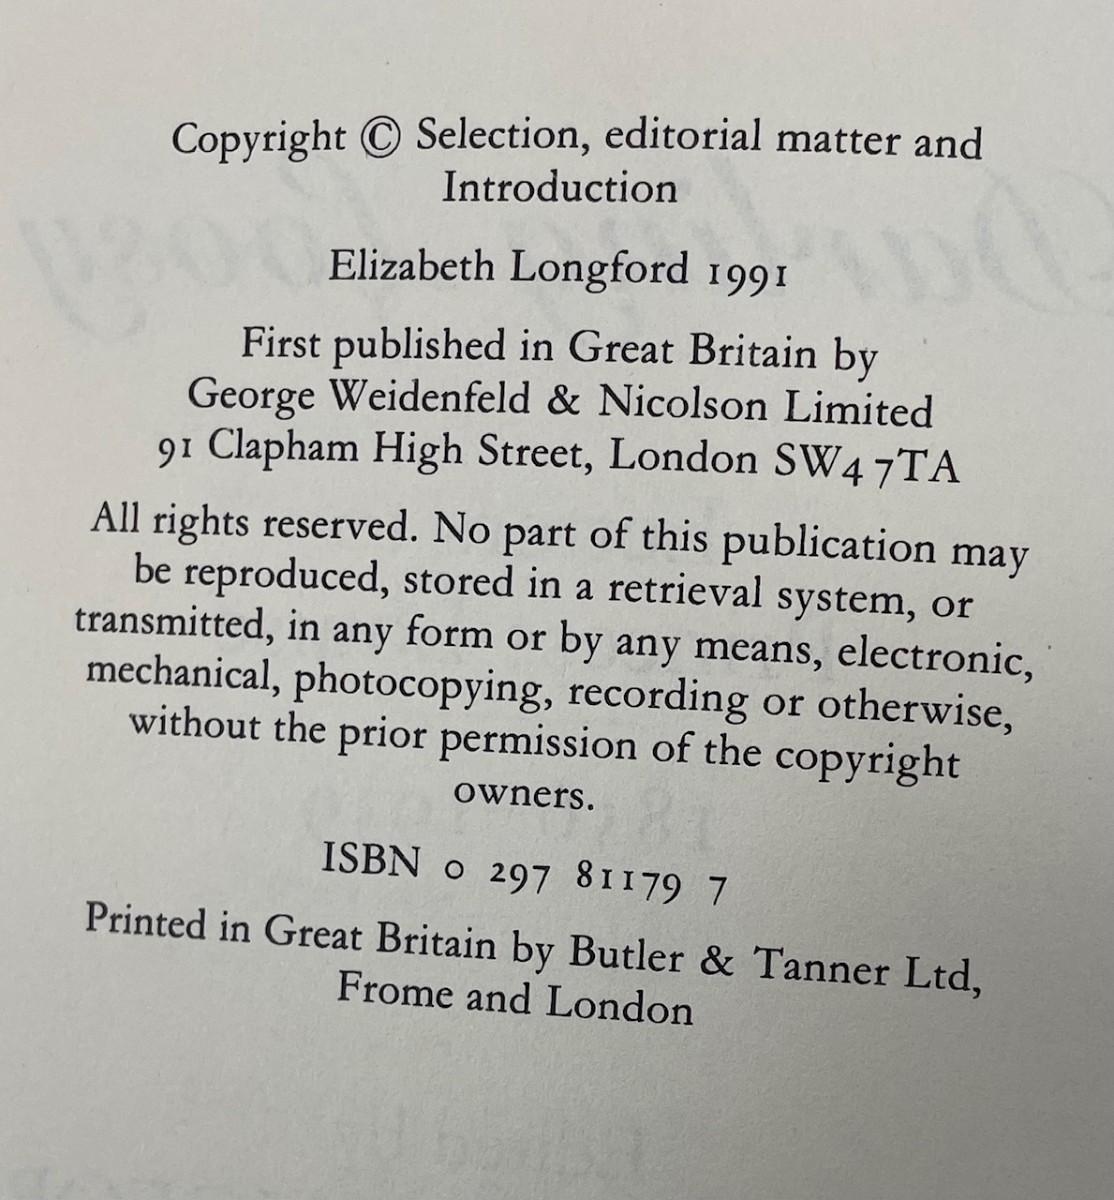 Copyright © Selection, editorial matter and
Introduction
Elizabeth Longford 1991
First published in Great Britain by
George Weidenfeld & Nicolson Limited
91 Clapham High Street, London SW4 7TA
All rights reserved. No part of this publication may
be reproduced, stored in a retrieval system, or
transmitted, in any form or by any means, electronic,
mechanical, photocopying, recording or otherwise,
without the prior permission of the copyright
owners.
ISBN 0 297 81179 7
Printed in Great Britain by Butler & Tanner Ltd,
Frome and London